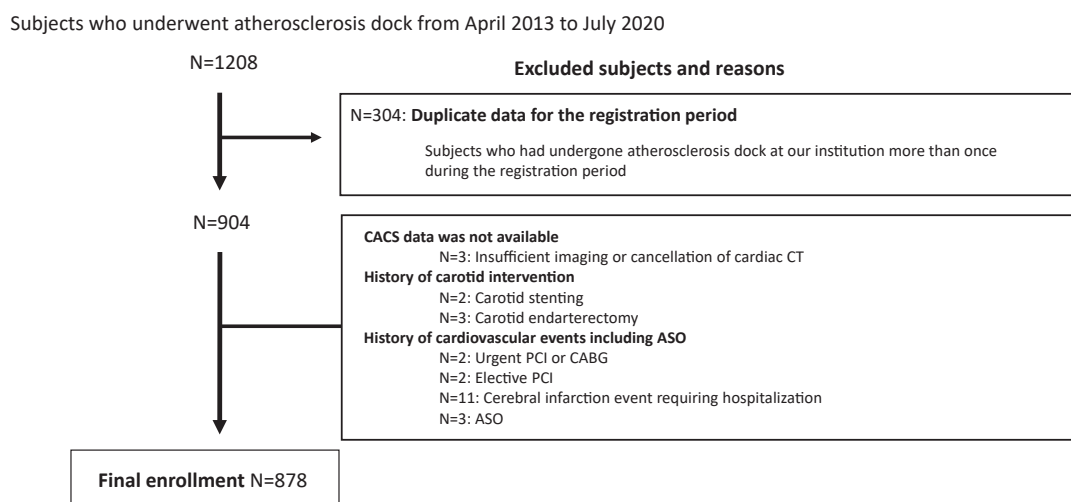 Subjects who underwent atherosclerosis dock from April 2013 to July 2020
N=1208
Excluded subjects and reasons
N=304: Duplicate data for the registration period
Subjects who had undergone atherosclerosis dock at our institution more than once
during the registration period
N=904
CACS data was not available
N=3: Insufficient imaging or cancellation of cardiac CT
History of carotid intervention
N=2: Carotid stenting
N=3: Carotid endarterectomy
History of cardiovascular events including ASO
N=2: Urgent PCI or CABG
N=2: Elective PCI
N=11: Cerebral infarction event requiring hospitalization
N=3: ASO
Final enrollment N=878